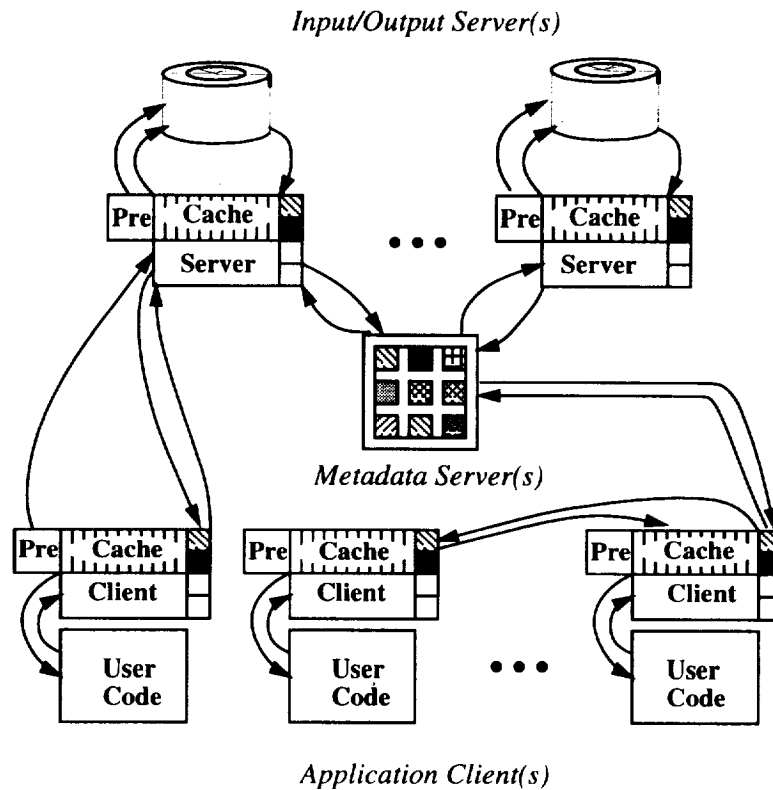 Input/Output Server(s)
Pre Cache
Server
• • •
Pre Cache
Server
Metadata Server(s)
Pre Cache
Client
User
Code
Pre Cache
Client
User
Code
• • •
Pre Cache
Client
User
Code
Application Client(s)